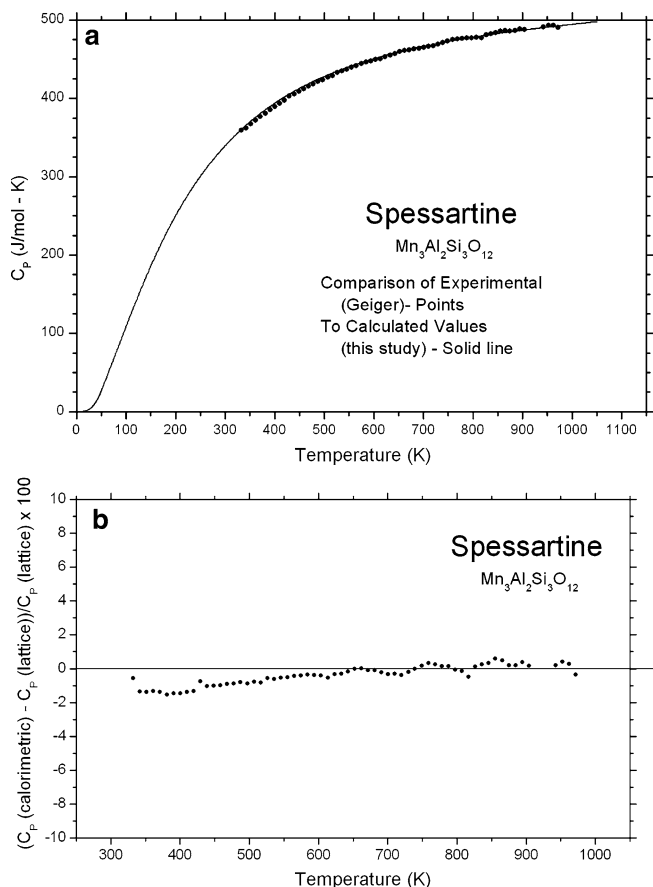 a
500
400
300
200
100
0
C_P (J/mol - K)
Spessartine
Mn3Al2Si3O12
Comparison of Experimental
(Geiger)- Points
To Calculated Values
(this study) - Solid line
0 100 200 300 400 500 600 700 800 900 1000 1100
Temperature (K)
b
10
8
6
4
2
0
-2
-4
-6
-8
-10
(C_P (calorimetric) - C_P (lattice))/C_P (lattice) x 100
Spessartine
Mn3Al2Si3O12
300 400 500 600 700 800 900 1000
Temperature (K)